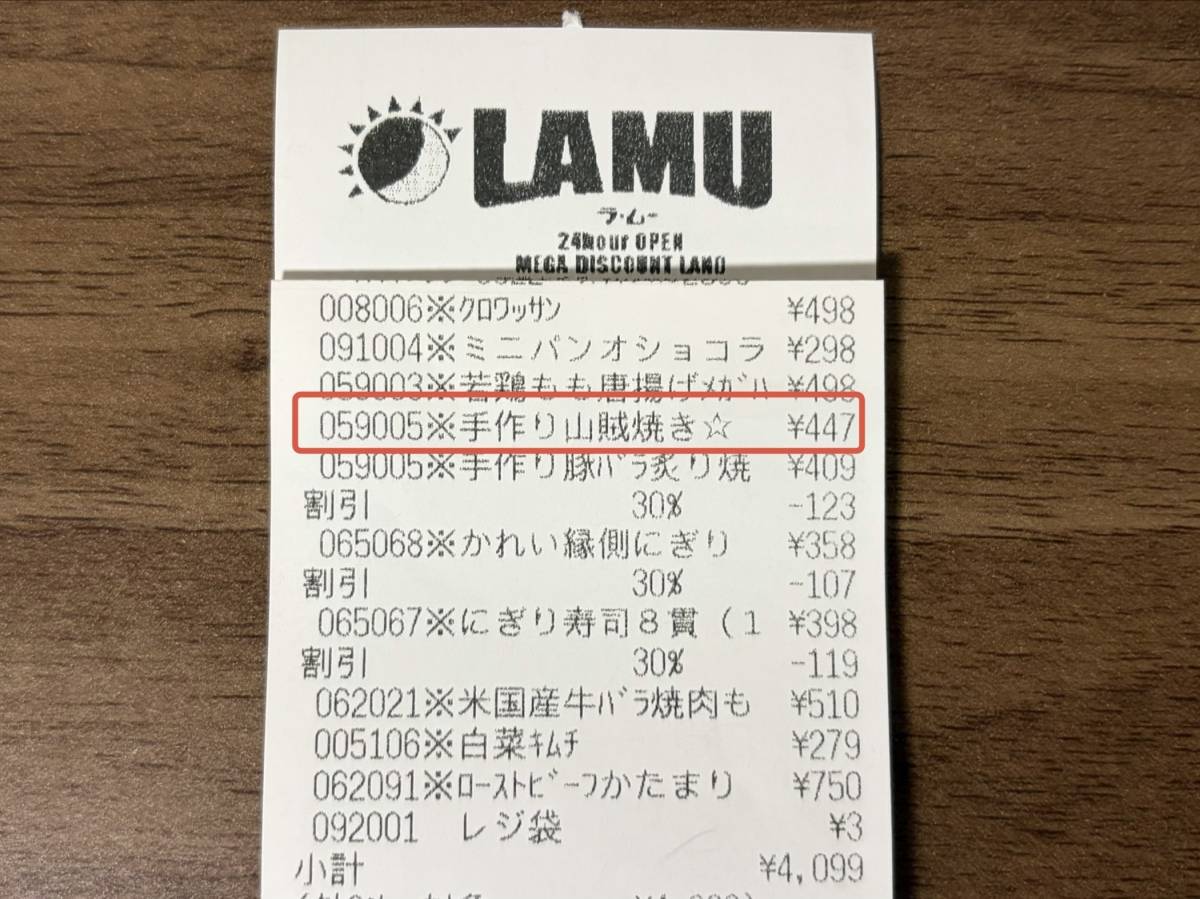 LAMU
ラ・ムー
24hour OPEN
MEGA DISCOUNT LAND
008006※クロワッサン ¥498
091004※ミニパンオショコラ ¥298
059003※若鶏もも唐揚げメガハ ¥498
059005※手作り山賊焼き☆ ¥447
059005※手作り豚バラ炙り焼 ¥409
割引 30% -123
065068※かれい縁側にぎり ¥358
割引 30% -107
065067※にぎり寿司8貫(1 ¥398
割引 30% -119
062021※米国産牛バラ焼肉も ¥510
005106※白菜キムチ ¥279
062091※ローストビーフかたまり ¥750
092001 レジ袋 ¥3
小計 ¥4,099